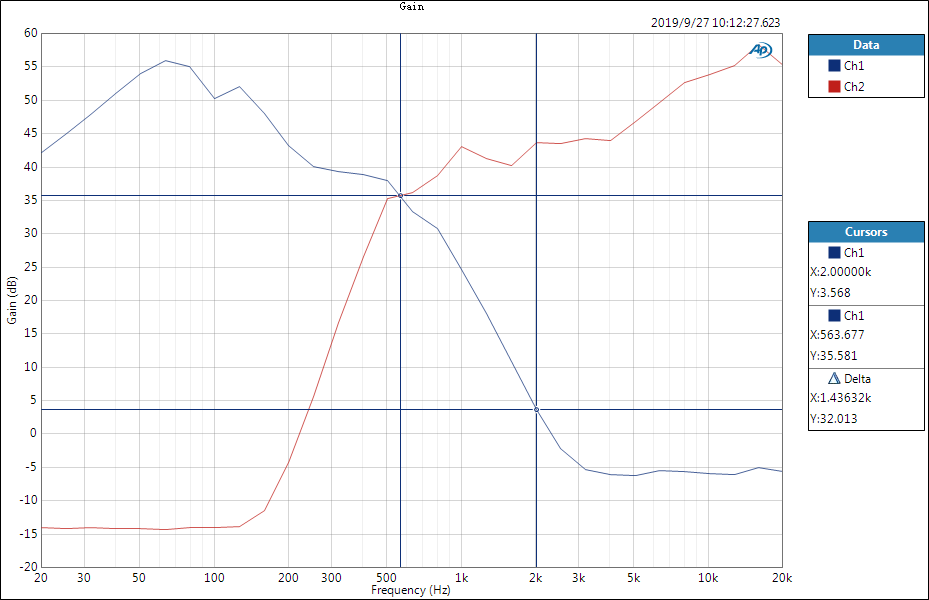 Gain
2019/9/27 10:12:27.623
60
55
50
45
40
35
30
25
20
15
10
5
0
-5
-10
-15
-20
Gain (dB)
20 30 50 100 200 300 500 1k 2k 3k 5k 10k 20k
Frequency (Hz)
Ap
Data
Ch1
Ch2
Cursors
Ch1
X:2.00000k
Y:3.568
Ch1
X:563.677
Y:35.581
Delta
X:1.43632k
Y:32.013